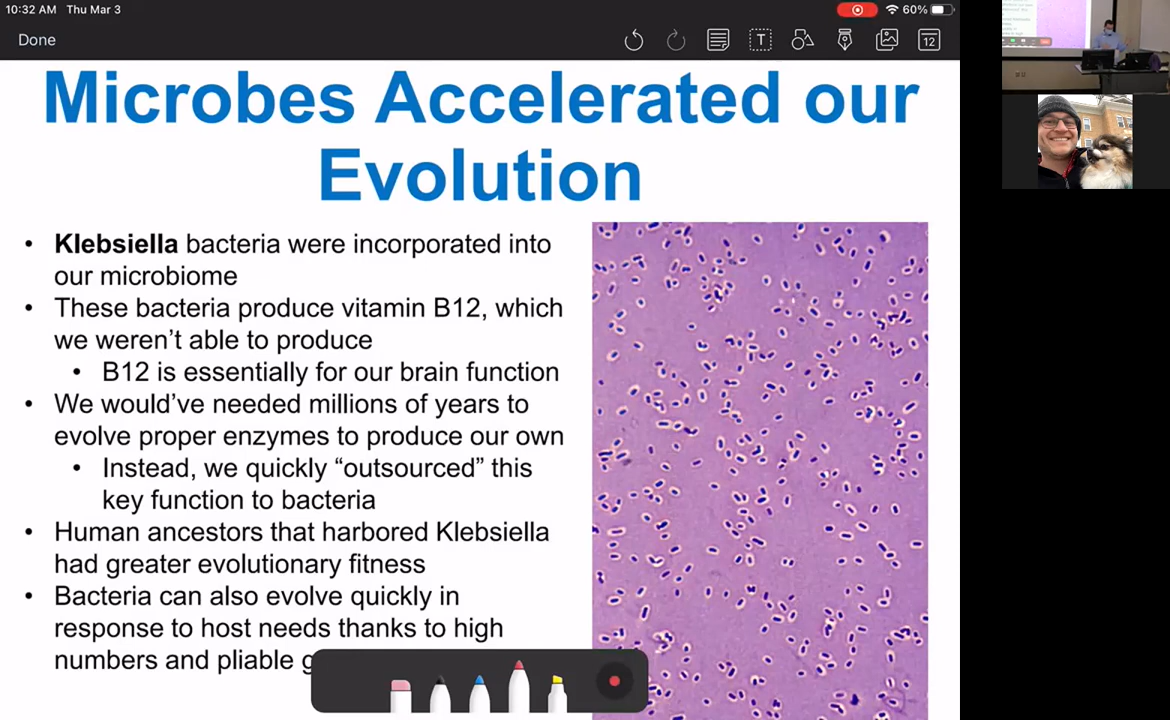 10:32 AM Thu Mar 3
60%
Done
T
12
Microbes Accelerated our
Evolution
• Klebsiella bacteria were incorporated into
our microbiome
• These bacteria produce vitamin B12, which
we weren’t able to produce
• B12 is essentially for our brain function
• We would’ve needed millions of years to
evolve proper enzymes to produce our own
• Instead, we quickly “outsourced” this
key function to bacteria
• Human ancestors that harbored Klebsiella
had greater evolutionary fitness
• Bacteria can also evolve quickly in
response to host needs thanks to high
numbers and pliable